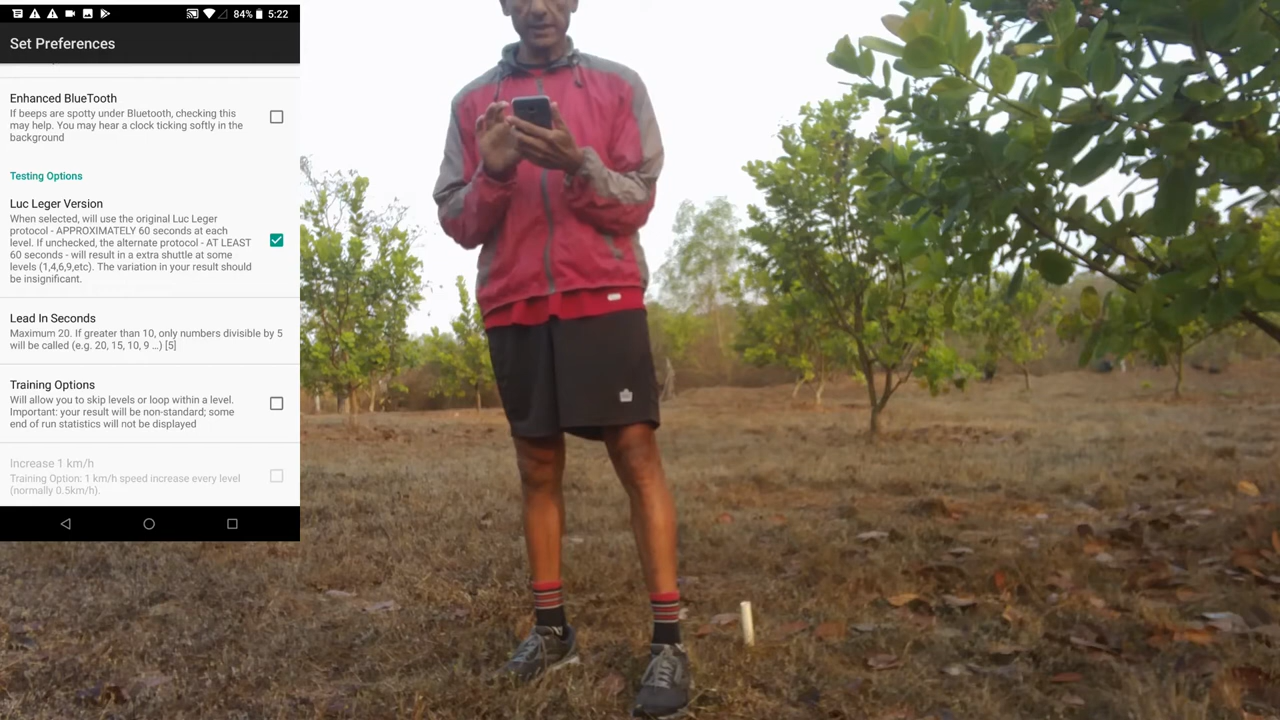 84% 5:22
Set Preferences
Enhanced BlueTooth
If beeps are spotty under Bluetooth, checking this
may help. You may hear a clock ticking softly in the
background
Testing Options
Luc Leger Version
When selected, will use the original Luc Leger
protocol - APPROXIMATELY 60 seconds at each
level. If unchecked, the alternate protocol - AT LEAST
60 seconds - will result in a extra shuttle at some
levels (1,4,6,9,etc). The variation in your result should
be insignificant.
Lead In Seconds
Maximum 20. If greater than 10, only numbers divisible by 5
will be called (e.g. 20, 15, 10, 9 ...) [5]
Training Options
Will allow you to skip levels or loop within a level.
Important: your result will be non-standard; some
end of run statistics will not be displayed
Increase 1 km/h
Training Option: 1 km/h speed increase every level
(normally 0.5km/h).